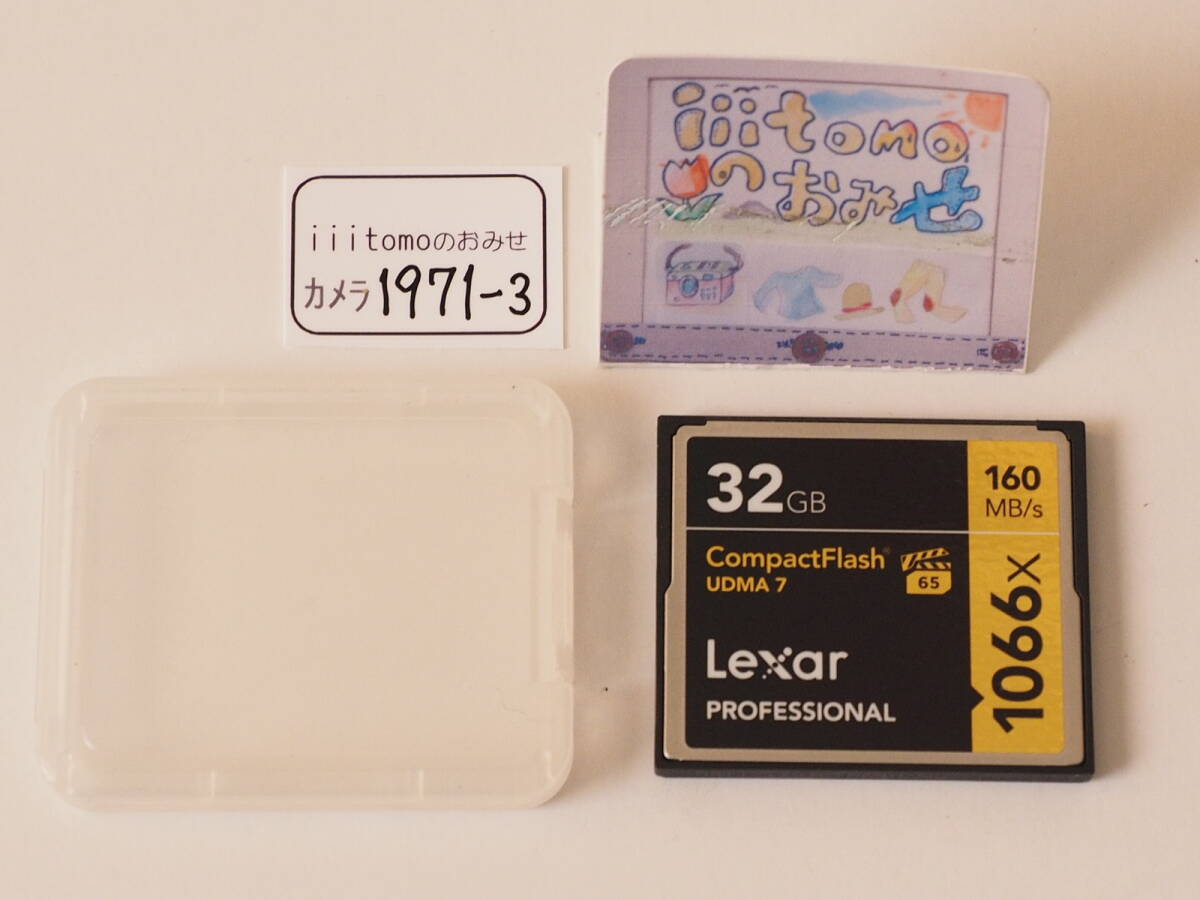 iiitomoのおみせ
カメラ1971-3
iiitomo
のおみせ
32GB
160
MB/s
CompactFlash®
UDMA 7
65
1066x
Lexar
PROFESSIONAL